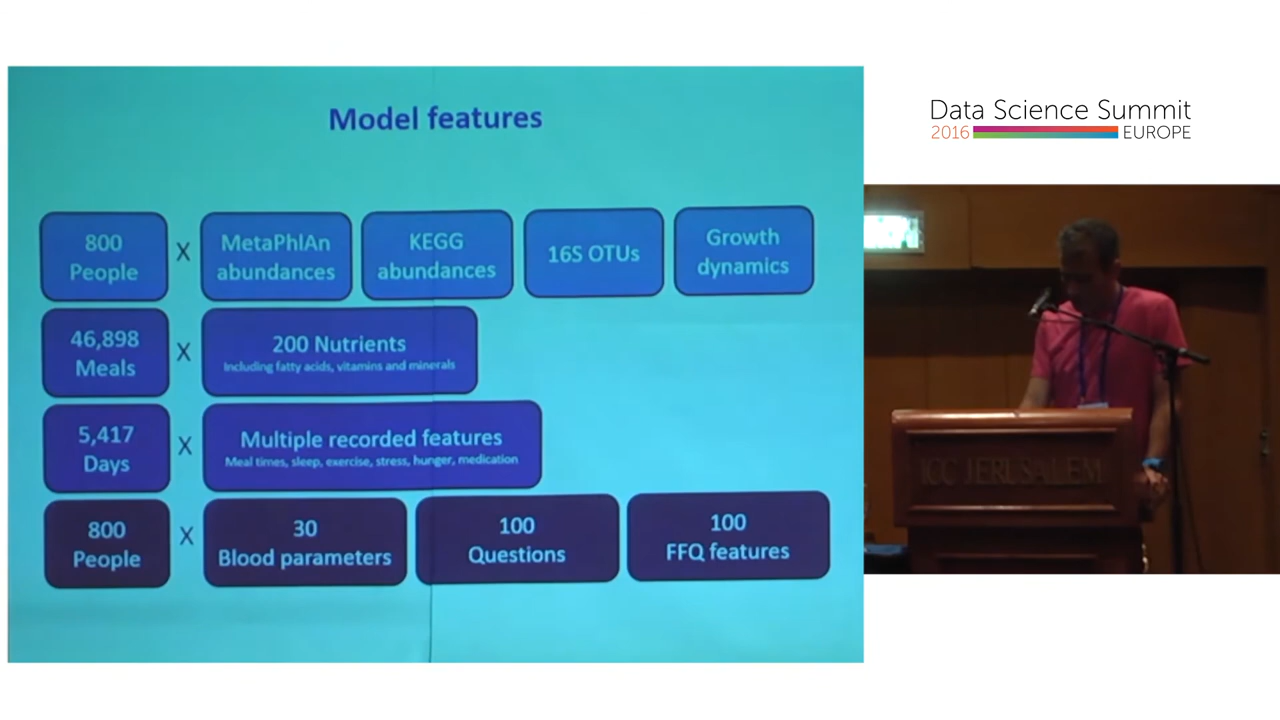 Model features
800
People
X
MetaPhlAn
abundances
KEGG
abundances
16S OTUs
Growth
dynamics
46,898
Meals
X
200 Nutrients
Including fatty acids, vitamins and minerals
5,417
Days
X
Multiple recorded features
Meal times, sleep, exercise, stress, hunger, medication
800
People
X
30
Blood parameters
100
Questions
100
FFQ features
Data Science Summit
2016 EUROPE
ICC JERUSALEM